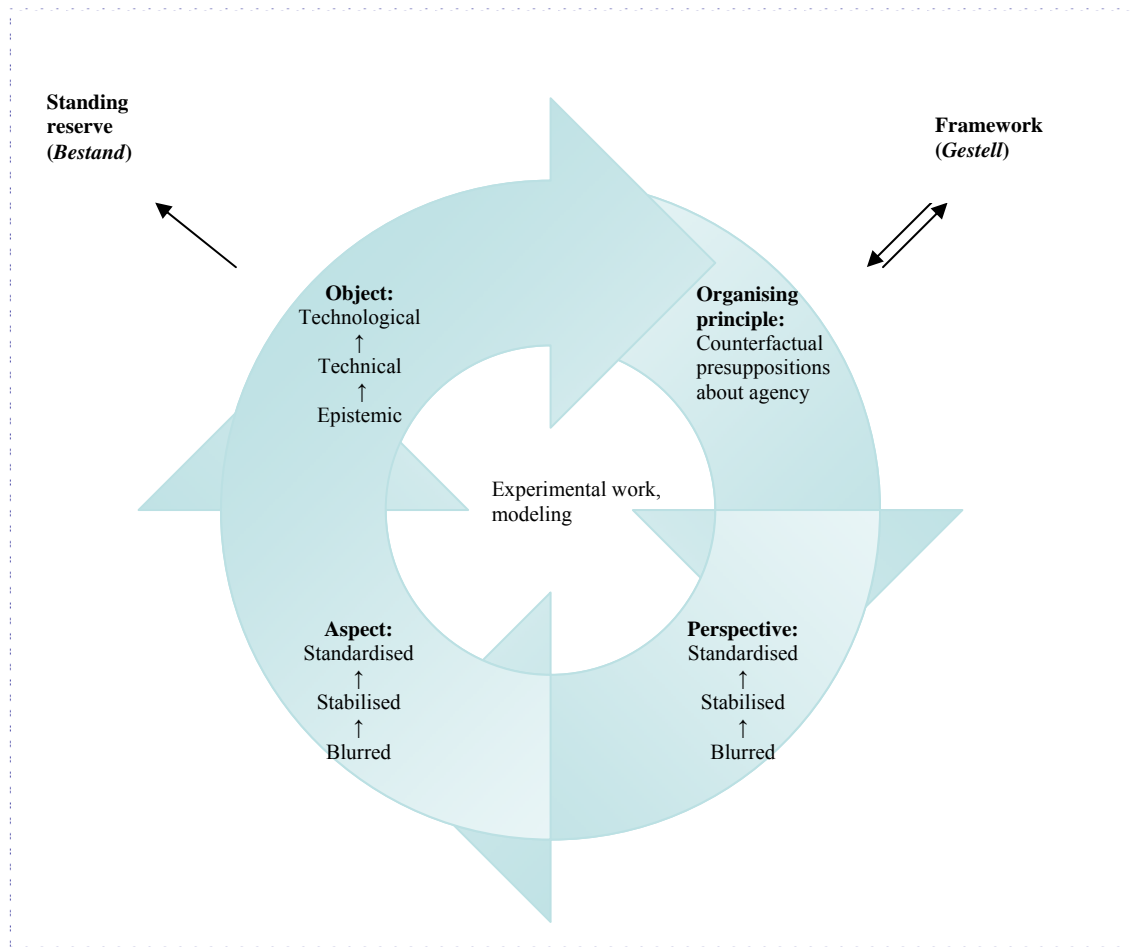 Standing
reserve
(Bestand)
Framework
(Gestell)
Object:
Technological
↑
Technical
↑
Epistemic
Organising
principle:
Counterfactual
presuppositions
about agency
Experimental work,
modeling
Aspect:
Standardised
↑
Stabilised
↑
Blurred
Perspective:
Standardised
↑
Stabilised
↑
Blurred